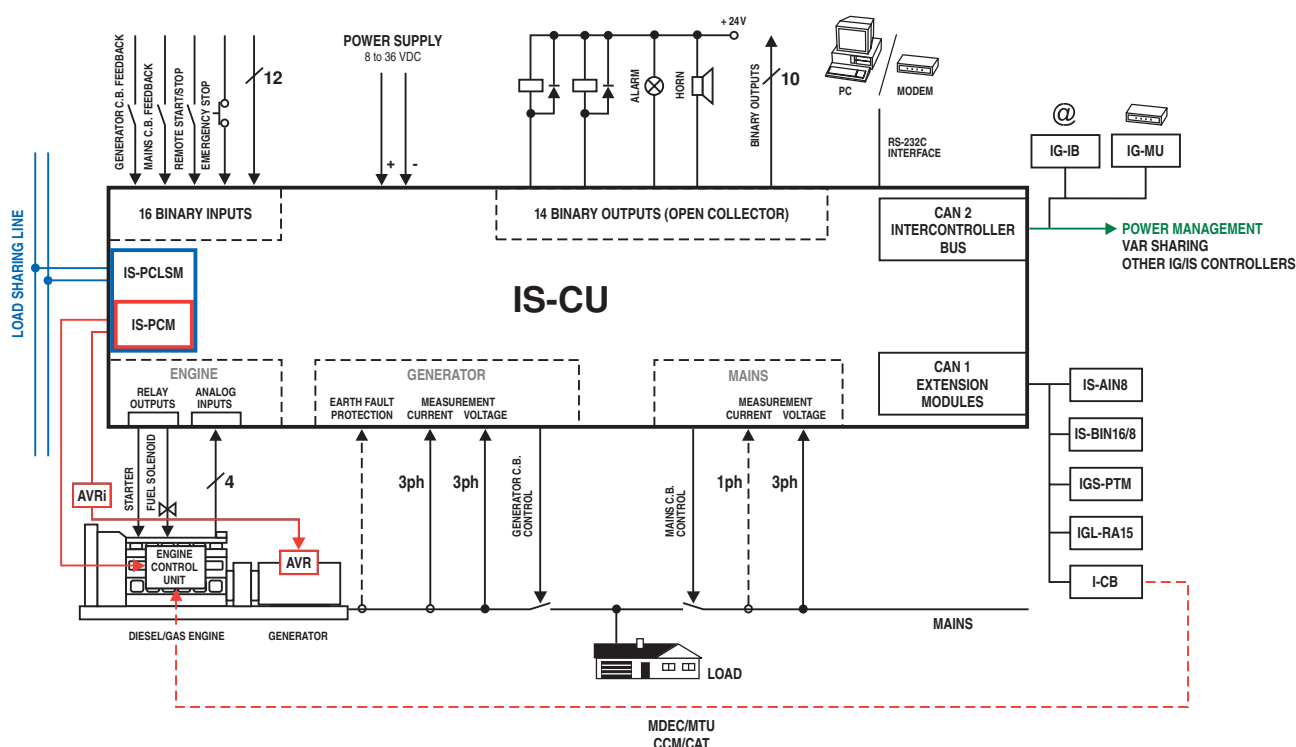 GENERATOR C.B. FEEDBACK
MAINS C.B. FEEDBACK
REMOTE START/STOP
EMERGENCY STOP
12
POWER SUPPLY
8 to 36 VDC
+
-
ALARM
HORN
+ 24V
BINARY OUTPUTS
10
PC
MODEM
RS-232C
INTERFACE
@
IG-IB
IG-MU
LOAD SHARING LINE
16 BINARY INPUTS
14 BINARY OUTPUTS (OPEN COLLECTOR)
CAN 2
INTERCONTROLLER
BUS
POWER MANAGEMENT
VAR SHARING
OTHER IG/IS CONTROLLERS
IS-PCLSM
IS-PCM
IS-CU
ENGINE
RELAY
OUTPUTS
ANALOG
INPUTS
GENERATOR
EARTH FAULT
PROTECTION
MEASUREMENT
CURRENT
VOLTAGE
MAINS
MEASUREMENT
CURRENT
VOLTAGE
CAN 1
EXTENSION
MODULES
IS-AIN8
IS-BIN16/8
IGS-PTM
IGL-RA15
I-CB
AVRi
STARTER
FUEL SOLENOID
4
3ph
3ph
GENERATOR C.B.
CONTROL
MAINS C.B.
CONTROL
1ph
3ph
ENGINE
CONTROL
UNIT
AVR
DIESEL/GAS ENGINE
GENERATOR
MAINS
LOAD
MDEC/MTU
CCM/CAT